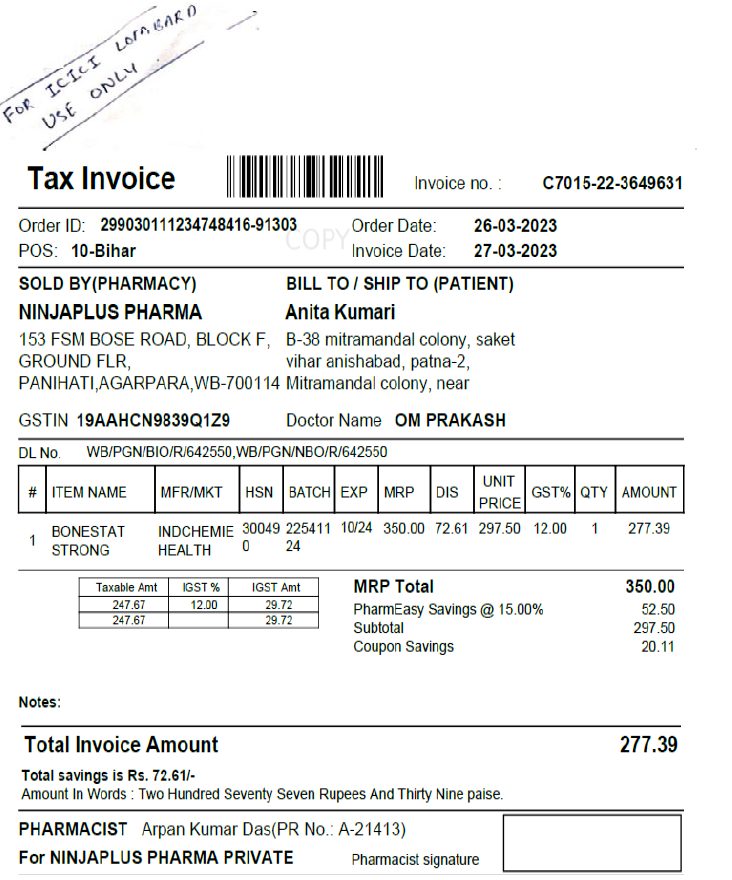 FOR ICICI LOMBARD
USE ONLY
Tax Invoice
Invoice no. : C7015-22-3649631
Order ID: 299030111234748416-91303 Order Date: 26-03-2023
COPY
POS: 10-Bihar Invoice Date: 27-03-2023
SOLD BY(PHARMACY) BILL TO / SHIP TO (PATIENT)
NINJAPLUS PHARMA Anita Kumari
153 FSM BOSE ROAD, BLOCK F, B-38 mitramandal colony, saket
GROUND FLR, vihar anishabad, patna-2,
PANIHATI,AGARPARA,WB-700114 Mitramandal colony, near
GSTIN 19AAHCN9839Q1Z9 Doctor Name OM PRAKASH
DL No. WB/PGN/BIO/R/642550,WB/PGN/NBO/R/642550
# ITEM NAME MFR/MKT HSN BATCH EXP MRP DIS UNIT PRICE GST% QTY AMOUNT
1 BONESTAT INDCHEMIE 30049 225411 10/24 350.00 72.61 297.50 12.00 1 277.39
STRONG HEALTH 0 24
Taxable Amt IGST % IGST Amt
247.67 12.00 29.72
247.67 29.72
MRP Total 350.00
PharmEasy Savings @ 15.00% 52.50
Subtotal 297.50
Coupon Savings 20.11
Notes:
Total Invoice Amount 277.39
Total savings is Rs. 72.61/-
Amount In Words : Two Hundred Seventy Seven Rupees And Thirty Nine paise.
PHARMACIST Arpan Kumar Das(PR No.: A-21413)
For NINJAPLUS PHARMA PRIVATE Pharmacist signature